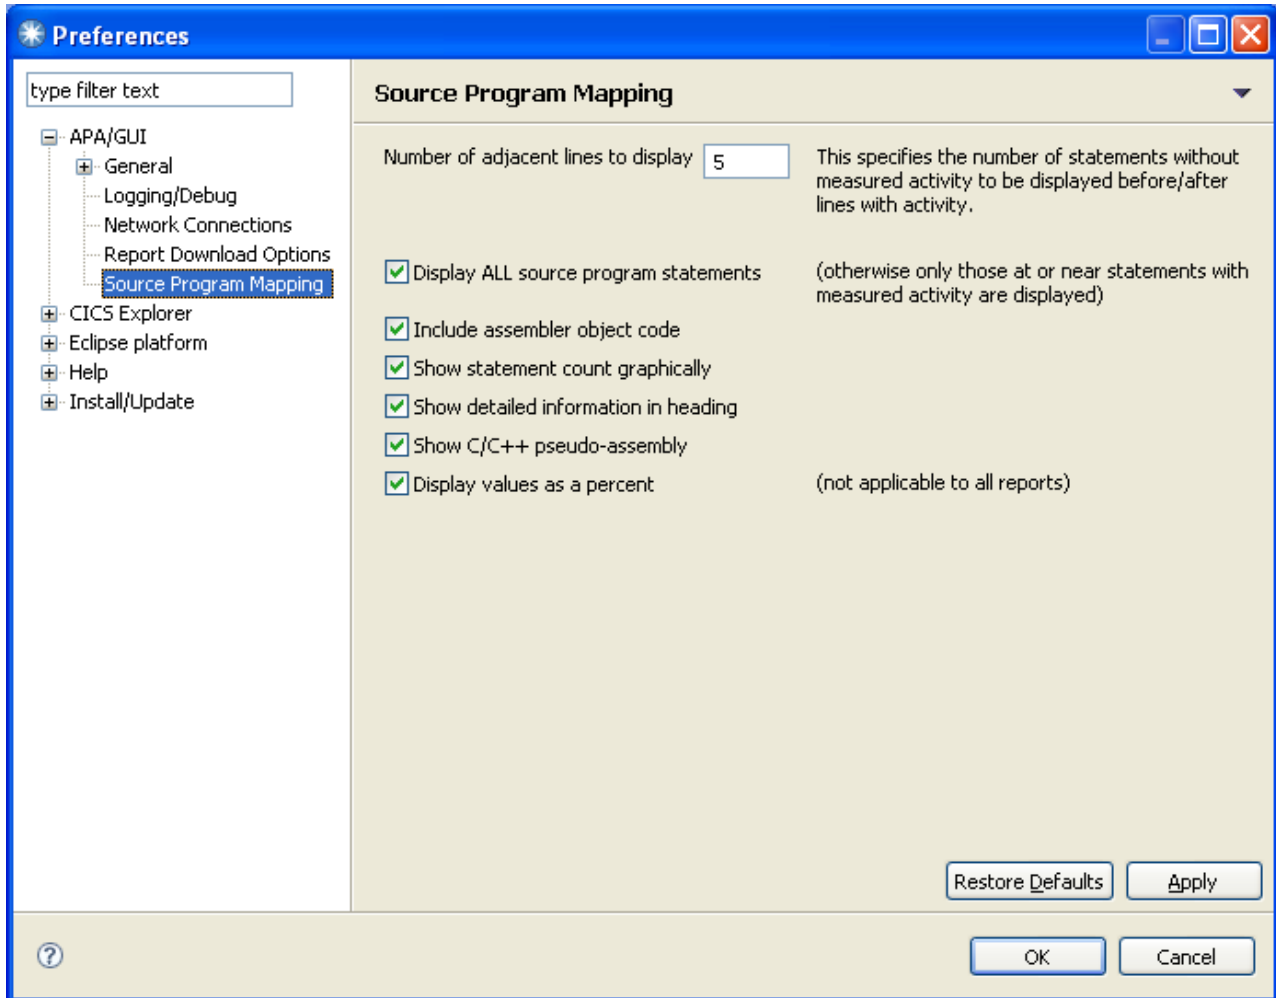 Preferences
type filter text
APA/GUI
General
Logging/Debug
Network Connections
Report Download Options
Source Program Mapping
CICS Explorer
Eclipse platform
Help
Install/Update
Source Program Mapping
Number of adjacent lines to display 5
This specifies the number of statements without
measured activity to be displayed before/after
lines with activity.
Display ALL source program statements
(otherwise only those at or near statements with
measured activity are displayed)
Include assembler object code
Show statement count graphically
Show detailed information in heading
Show C/C++ pseudo-assembly
Display values as a percent (not applicable to all reports)
Restore Defaults Apply
? OK Cancel